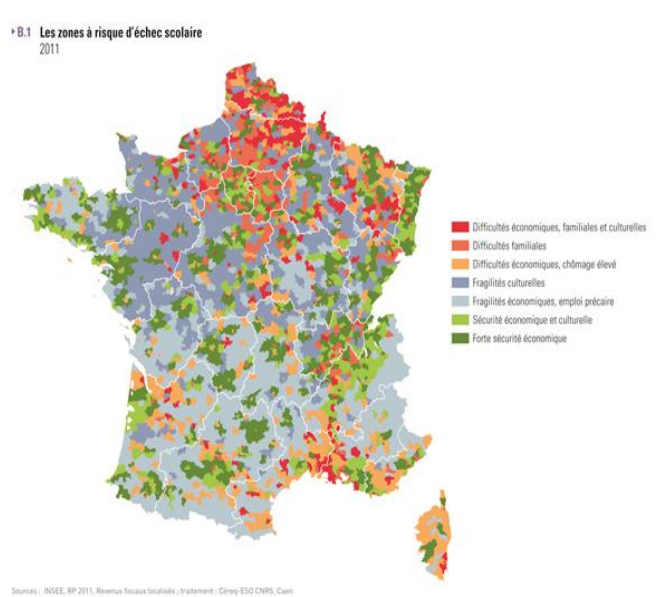 B.1 Les zones à risque d'échec scolaire
2011
Difficultés économiques, familiales et culturelles
Difficultés familiales
Difficultés économiques, chômage élevé
Fragilités culturelles
Fragilités économiques, emploi précaire
Sécurité économique et culturelle
Forte sécurité économique
Sources : INSEE, RP 2011, Revenus fiscaux localisés ; traitement : Céreq-ESO CNRS, Caen